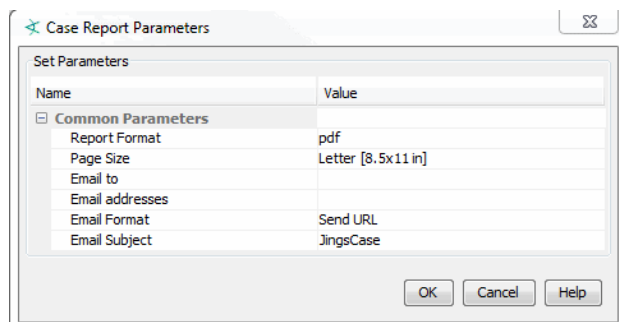 Case Report Parameters
Set Parameters
Name Value
Common Parameters
Report Format pdf
Page Size Letter [8.5x11 in]
Email to
Email addresses
Email Format Send URL
Email Subject JingsCase
OK Cancel Help